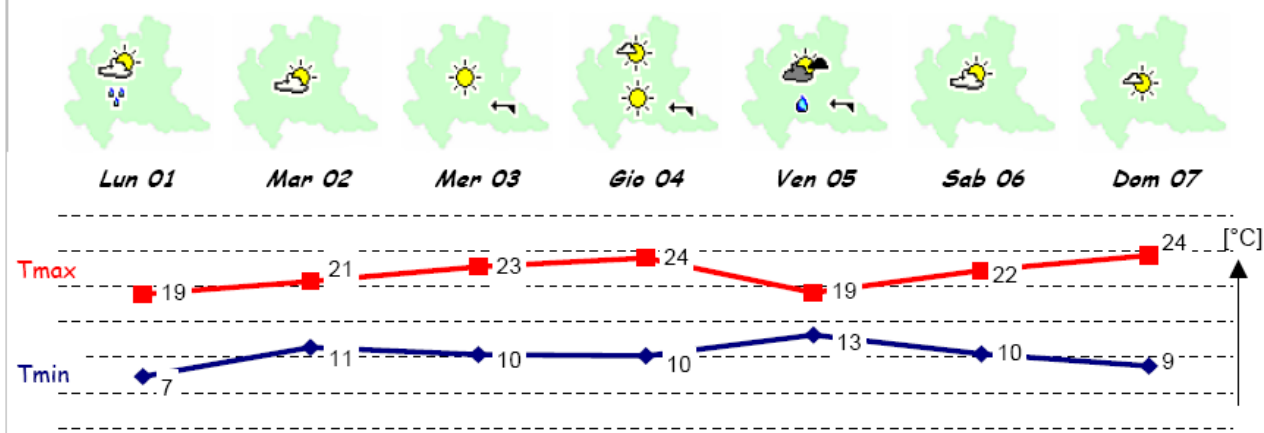 Lun 01 Mar 02 Mer 03 Gio 04 Ven 05 Sab 06 Dom 07
[°C]
Tmax 19 21 23 24 19 22 24
Tmin 7 11 10 10 13 10 9